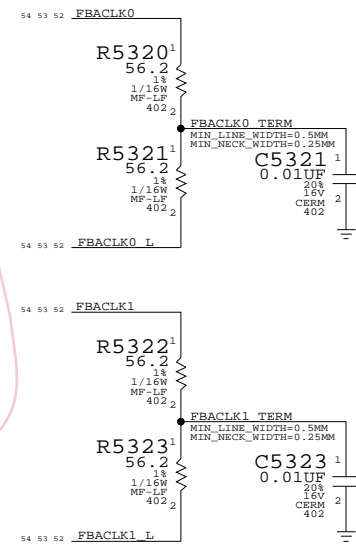 54 53 52 FBACLK0
R5320 1
56.2
1%
1/16W
MF-LF
402 2
FBACLK0_TERM
MIN_LINE_WIDTH=0.5MM
MIN_NECK_WIDTH=0.25MM
R5321 1
56.2
1%
1/16W
MF-LF
402 2
C5321 1
0.01UF
20%
16V 2
CERM
402
54 53 52 FBACLK0_L
54 53 52 FBACLK1
R5322 1
56.2
1%
1/16W
MF-LF
402 2
FBACLK1_TERM
MIN_LINE_WIDTH=0.5MM
MIN_NECK_WIDTH=0.25MM
R5323 1
56.2
1%
1/16W
MF-LF
402 2
C5323 1
0.01UF
20%
16V 2
CERM
402
54 53 52 FBACLK1_L